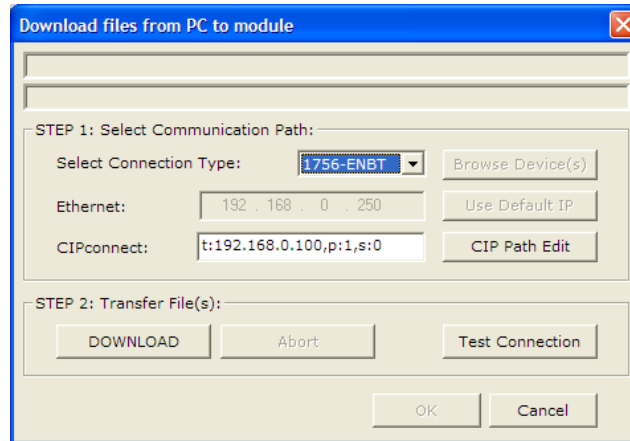 Download files from PC to module
STEP 1: Select Communication Path:
Select Connection Type: 1756-ENBT Browse Device(s)
Ethernet: 192 . 168 . 0 . 250 Use Default IP
CIPconnect: t:192.168.0.100,p:1,s:0 CIP Path Edit
STEP 2: Transfer File(s):
DOWNLOAD Abort Test Connection
OK Cancel